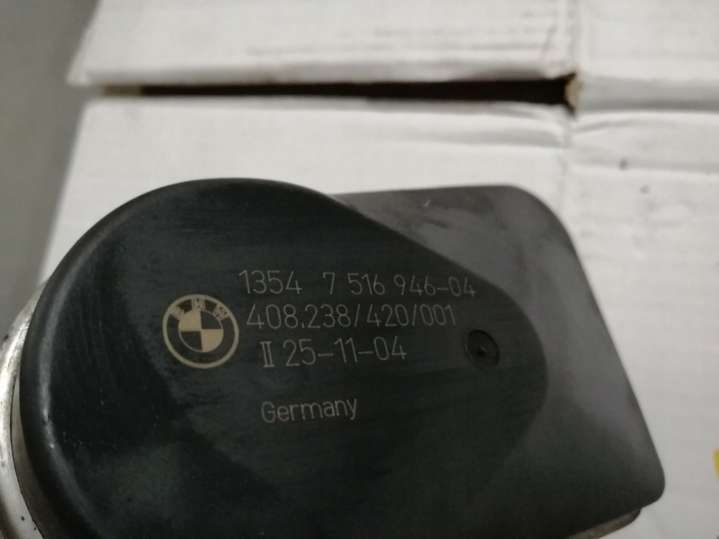 1354 7 516 946-04
408.238/420/001
II 25-11-04
Germany